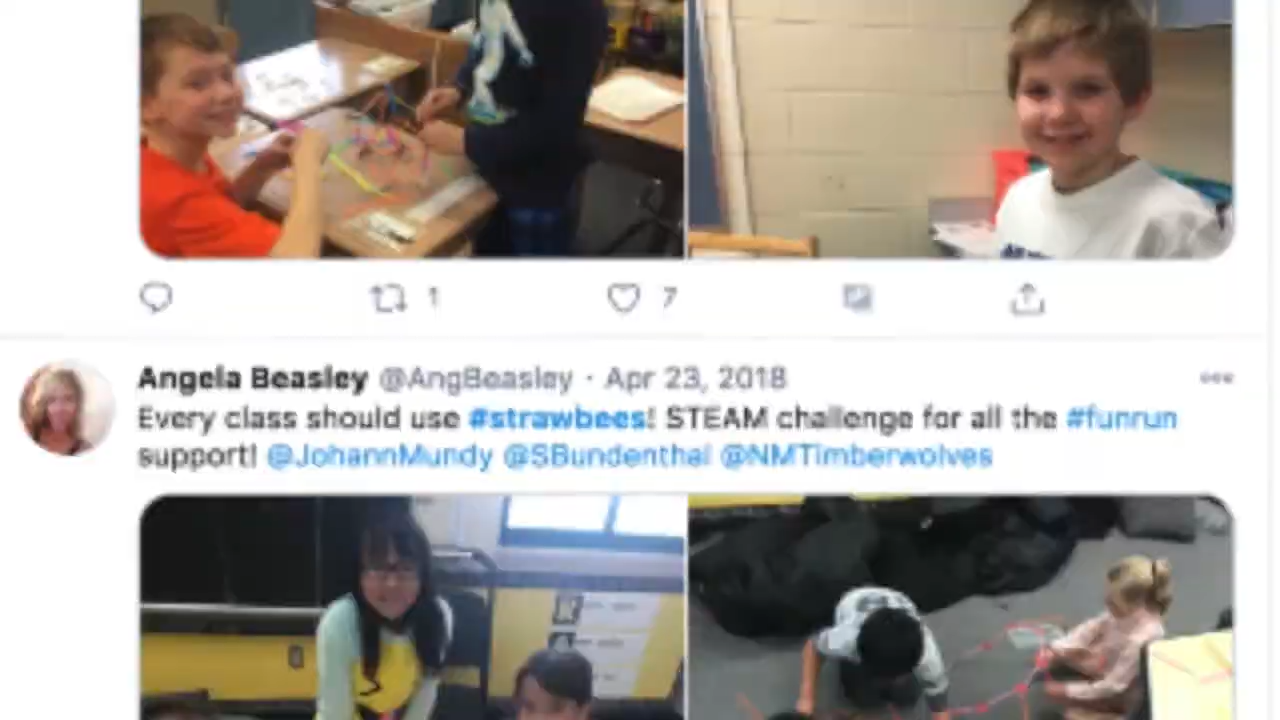 1
7
Angela Beasley @AngBeasley · Apr 23, 2018
Every class should use #strawbees! STEAM challenge for all the #funrun
support! @JohannMundy @SBundenthal @NMTimberwolves